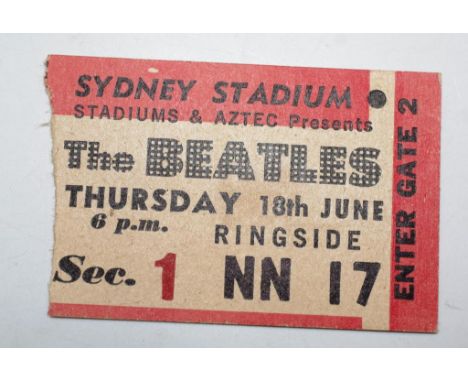 SYDNEY STADIUM
STADIUMS & AZTEC Presents
The BEATLES
THURSDAY 18th JUNE
6 p.m. RINGSIDE
Sec. 1 NN 17
ENTER GATE 2